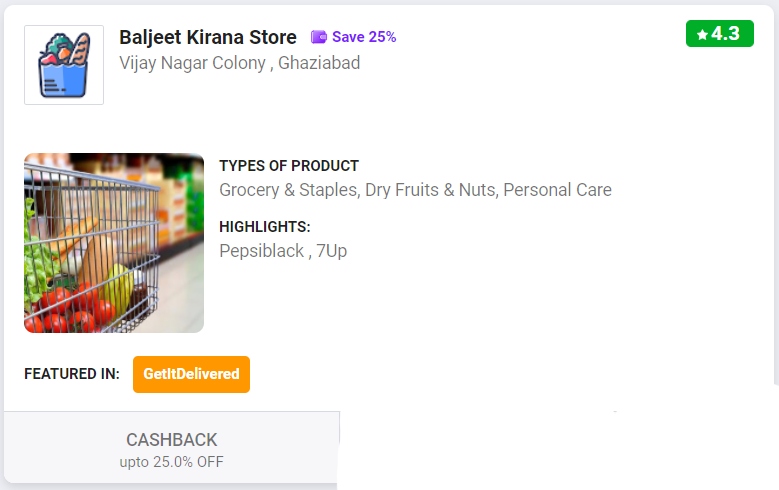 Baljeet Kirana Store Save 25% 4.3
Vijay Nagar Colony , Ghaziabad
TYPES OF PRODUCT
Grocery & Staples, Dry Fruits & Nuts, Personal Care
HIGHLIGHTS:
Pepsiblack , 7Up
FEATURED IN: GetItDelivered
CASHBACK
upto 25.0% OFF